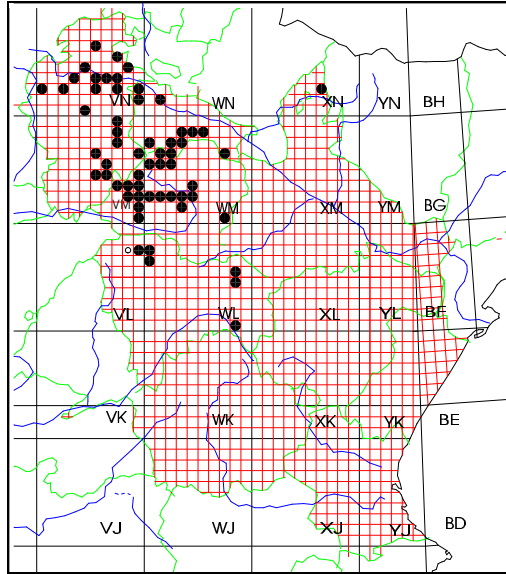 VN WN XN YN BH
VM WM XM YM BG
VL WL XL YL BF
VK WK XK YK BE
VJ WJ XJ YJ BD